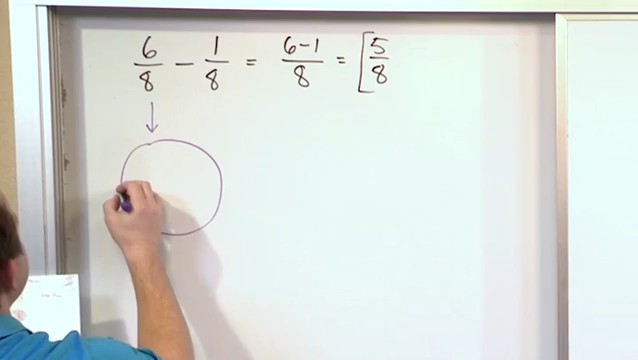 6/8 - 1/8 = 6-1/8 = [5/8